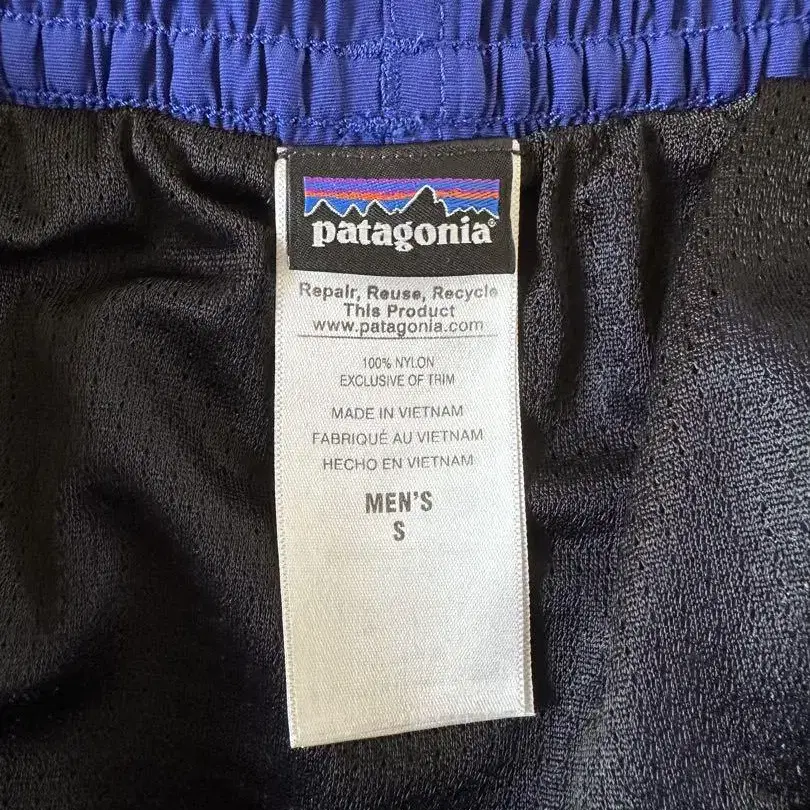 patagonia®
Repair, Reuse, Recycle
This Product
www.patagonia.com
100% NYLON
EXCLUSIVE OF TRIM
MADE IN VIETNAM
FABRIQUÉ AU VIETNAM
HECHO EN VIETNAM
MEN'S
S